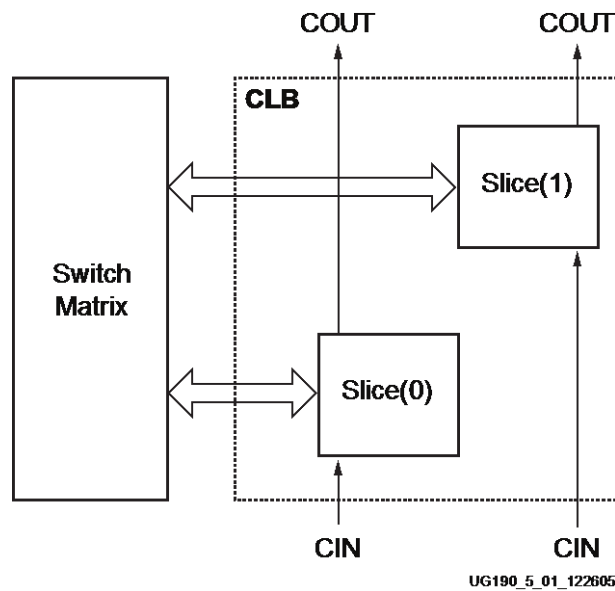 COUT COUT
CLB
Slice(1)
Switch
Matrix
Slice(0)
CIN CIN
UG190_5_01_122605